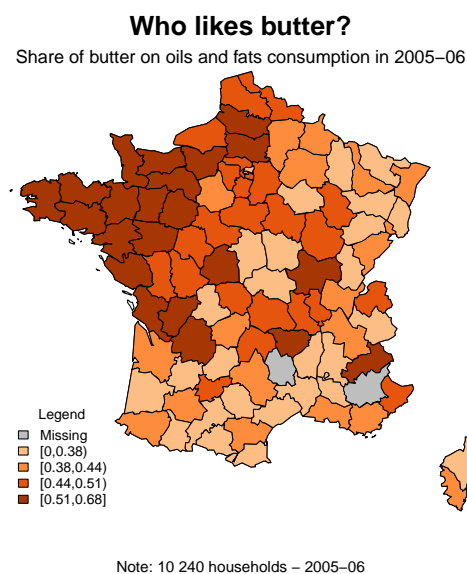 Who likes butter?
Share of butter on oils and fats consumption in 2005−06
Legend
Missing
[0,0.38)
[0.38,0.44)
[0.44,0.51)
[0.51,0.68]
Note: 10 240 households − 2005−06